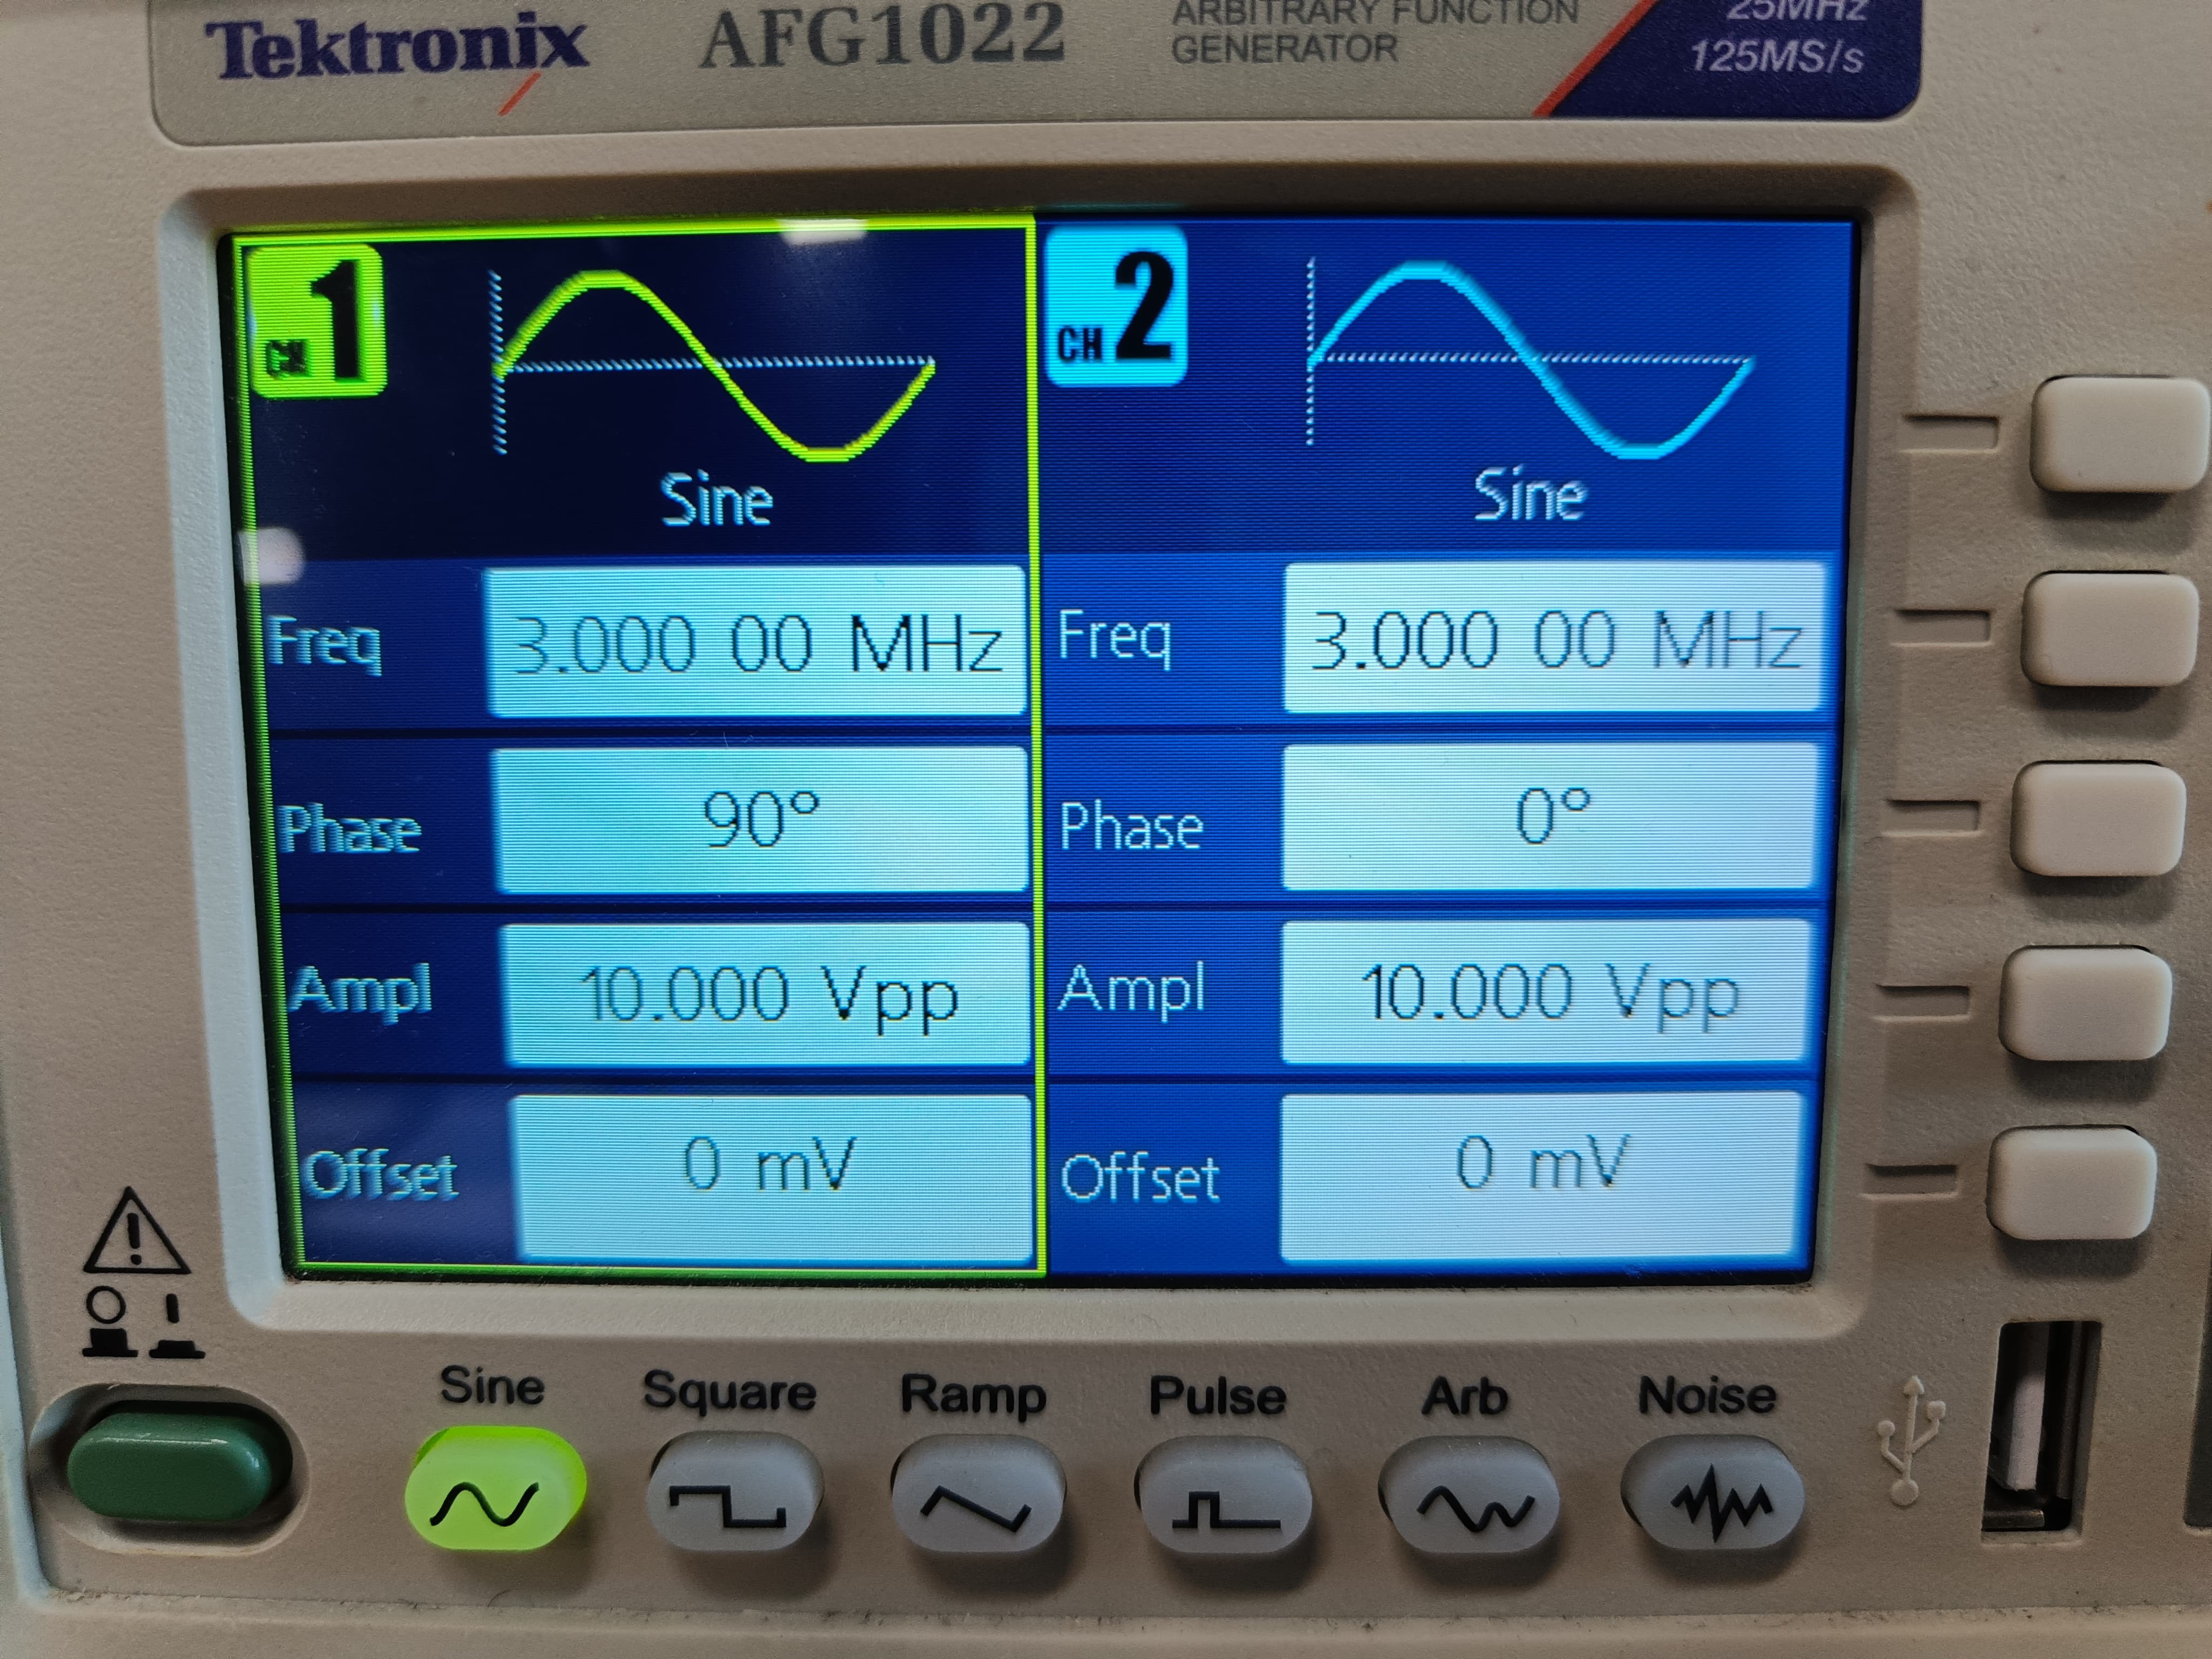 Tektronix AFG1022 ARBITRARY FUNCTION GENERATOR
25MHz
125MS/s
CH 1
Sine
Freq 3.000 00 MHz
Phase 90°
Ampl 10.000 Vpp
Offset 0 mV
CH 2
Sine
Freq 3.000 00 MHz
Phase 0°
Ampl 10.000 Vpp
Offset 0 mV
Sine Square Ramp Pulse Arb Noise